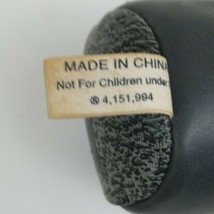 MADE IN CHINA
Not For Children under
® 4,151,994